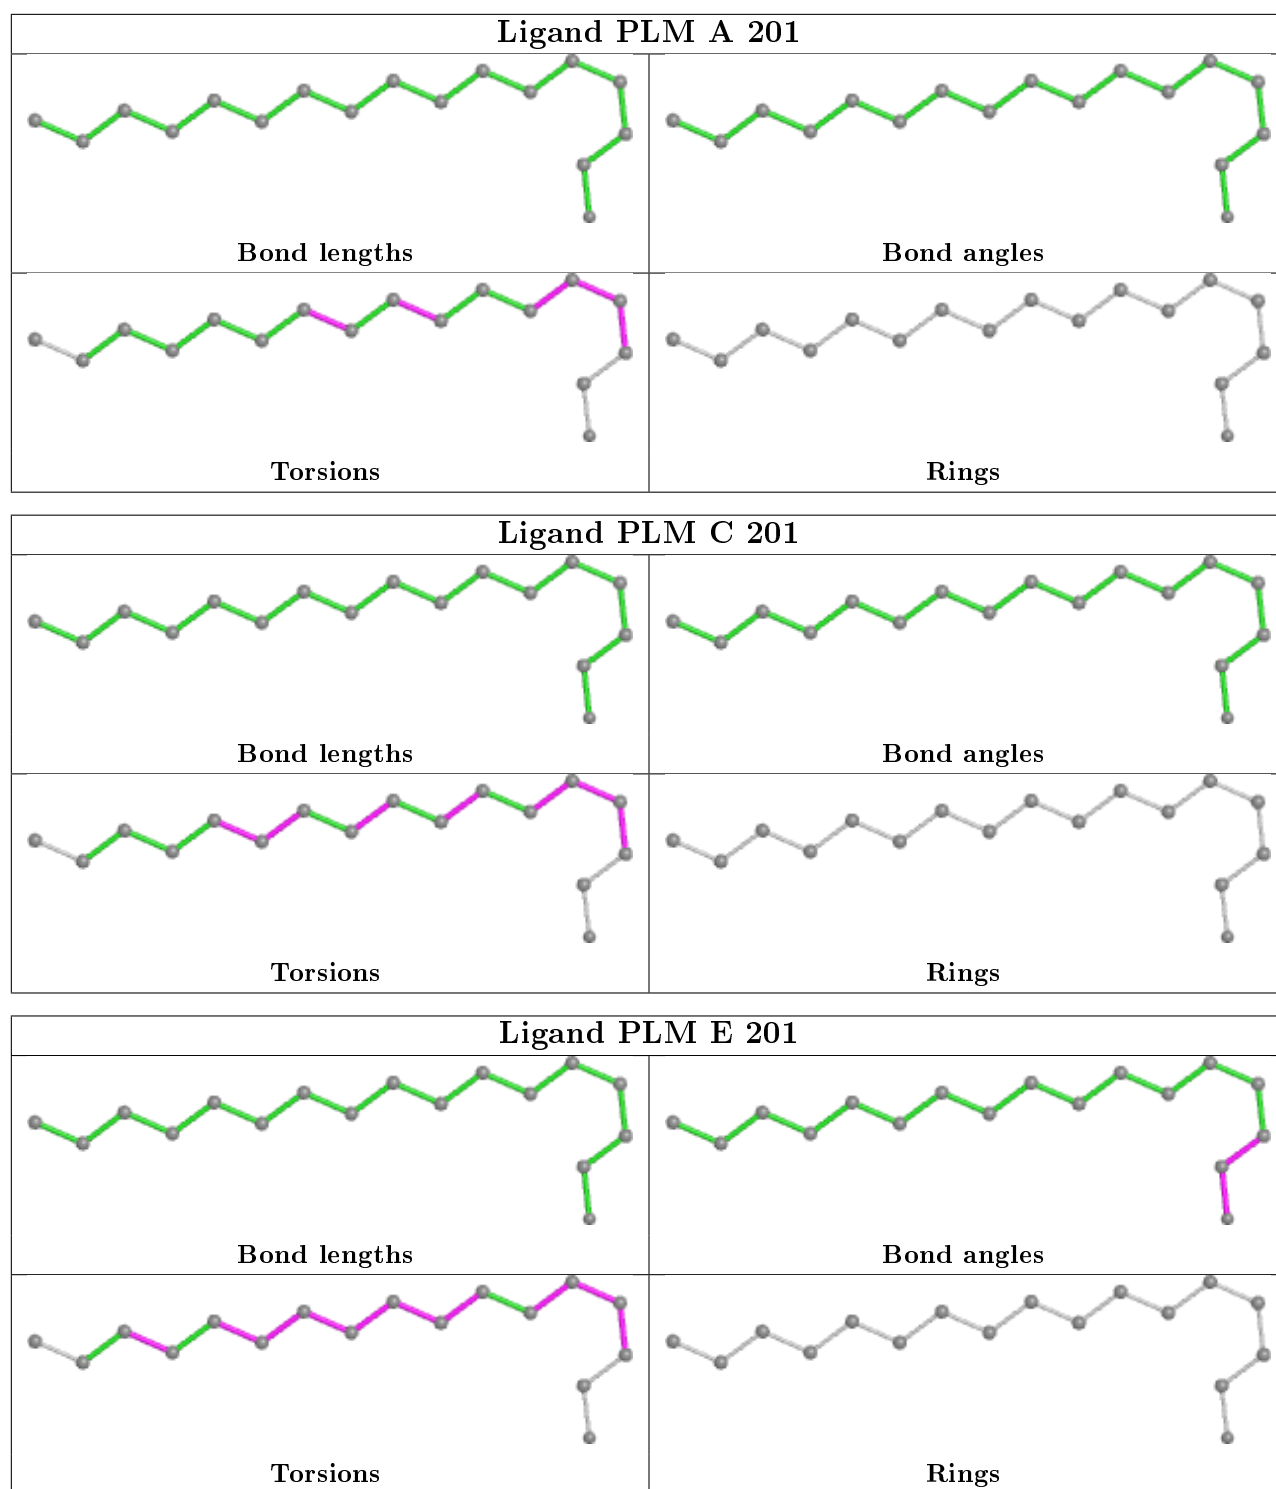 Ligand PLM A 201
Bond lengths
Bond angles
Torsions
Rings
Ligand PLM C 201
Bond lengths
Bond angles
Torsions
Rings
Ligand PLM E 201
Bond lengths
Bond angles
Torsions
Rings